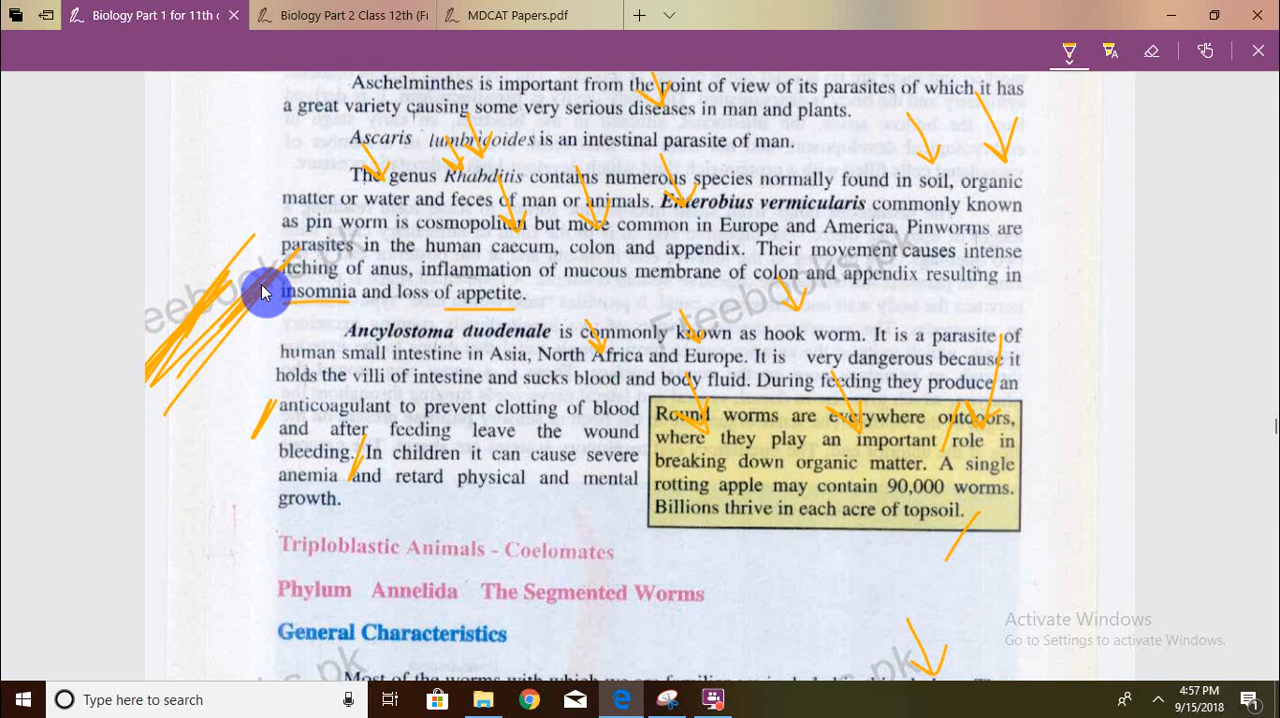 Biology Part 1 for 11th c
Biology Part 2 Class 12th (Fr
MDCAT Papers.pdf
Aschelminthes is important from the point of view of its parasites of which it has
a great variety causing some very serious diseases in man and plants.
Ascaris lumbricoides is an intestinal parasite of man.
The genus Rhabditis contains numerous species normally found in soil, organic
matter or water and feces of man or animals. Enterobius vermicularis commonly known
as pin worm is cosmopolitan but more common in Europe and America. Pinworms are
parasites in the human caecum, colon and appendix. Their movement causes intense
itching of anus, inflammation of mucous membrane of colon and appendix resulting in
insomnia and loss of appetite.
Ancylostoma duodenale is commonly known as hook worm. It is a parasite of
human small intestine in Asia, North Africa and Europe. It is very dangerous because it
holds the villi of intestine and sucks blood and body fluid. During feeding they produce an
anticoagulant to prevent clotting of blood
and after feeding leave the wound
bleeding. In children it can cause severe
anemia and retard physical and mental
growth.
Round worms are everywhere outdoors,
where they play an important role in
breaking down organic matter. A single
rotting apple may contain 90,000 worms.
Billions thrive in each acre of topsoil.
Triploblastic Animals - Coelomates
Phylum Annelida The Segmented Worms
General Characteristics
Activate Windows
Go to Settings to activate Windows.
Type here to search
4:57 PM
9/15/2018